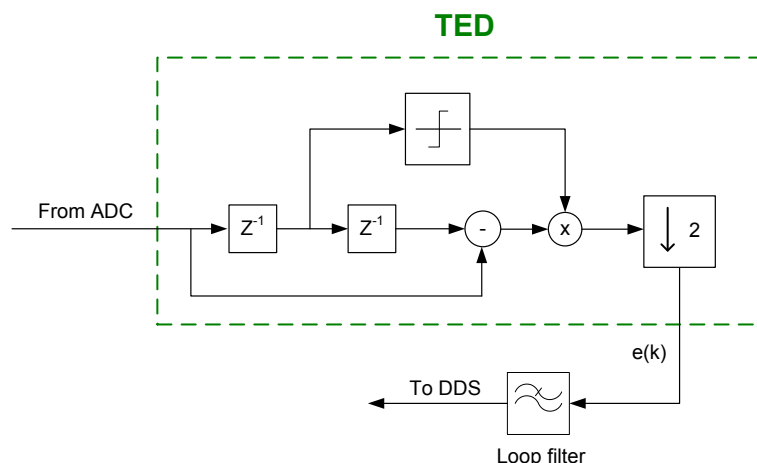 TED
From ADC
Z-1
Z-1
-
x
2
e(k)
To DDS
Loop filter